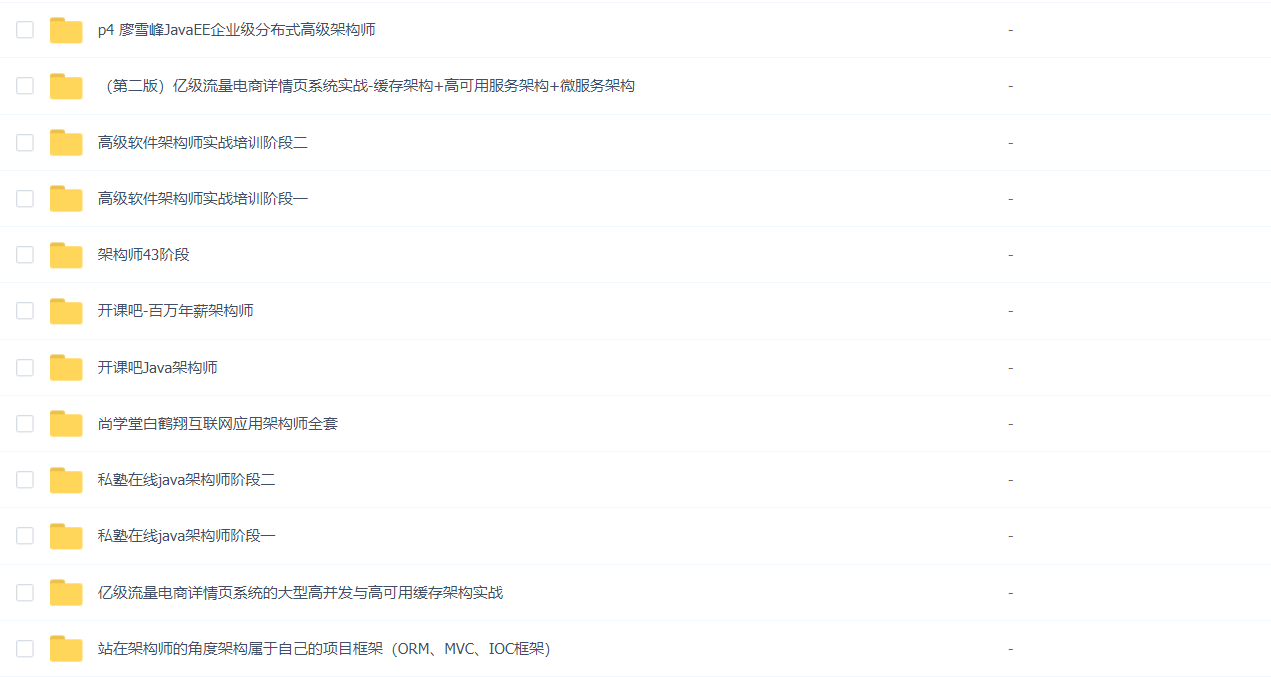 p4 廖雪峰JavaEE企业级分布式高级架构师 -
（第二版）亿级流量电商详情页系统实战-缓存架构+高可用服务架构+微服务架构 -
高级软件架构师实战培训阶段二 -
高级软件架构师实战培训阶段一 -
架构师43阶段 -
开课吧-百万年薪架构师 -
开课吧Java架构师 -
尚学堂白鹤翔互联网应用架构师全套 -
私塾在线java架构师阶段二 -
私塾在线java架构师阶段一 -
亿级流量电商详情页系统的大型高并发与高可用缓存架构实战 -
站在架构师的角度架构属于自己的项目框架（ORM、MVC、IOC框架） -